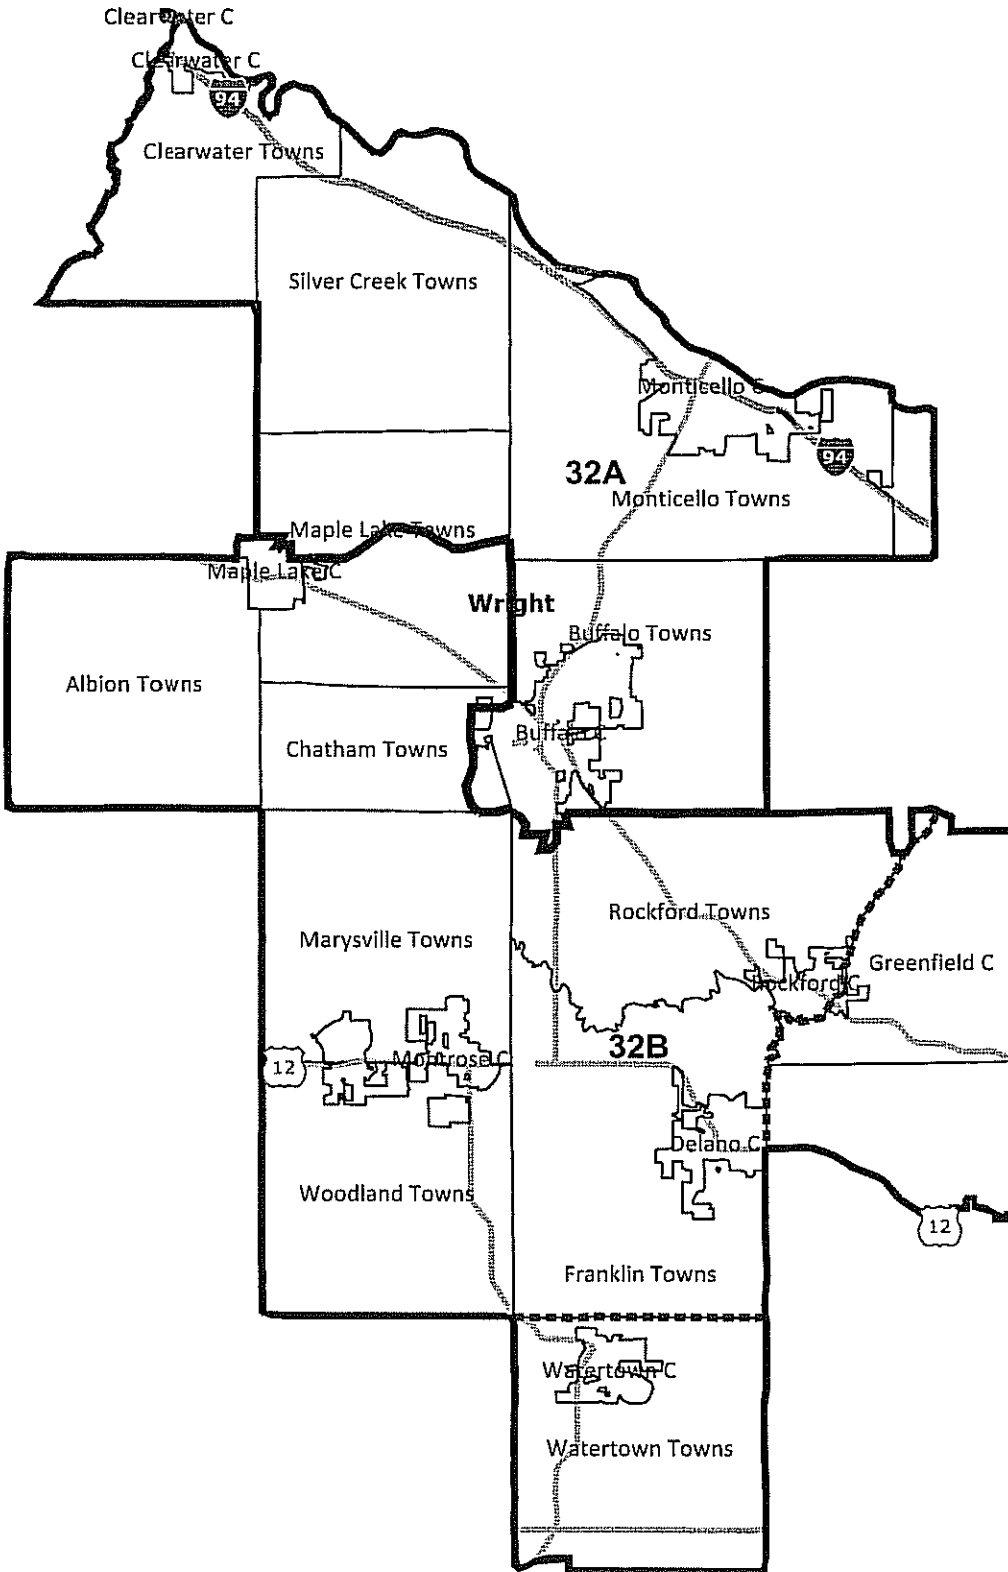 Clearwater C
Clearwater C
94
Clearwater Towns
Silver Creek Towns
Monticello C
94
32A
Monticello Towns
Maple Lake Towns
Maple Lake C
Wright
Buffalo Towns
Albion Towns
Buffalo C
Chatham Towns
Rockford Towns
Marysville Towns
Greenfield C
Rockford C
32B
Montrose C
12
Delano C
Woodland Towns
12
Franklin Towns
Watertown C
Watertown Towns